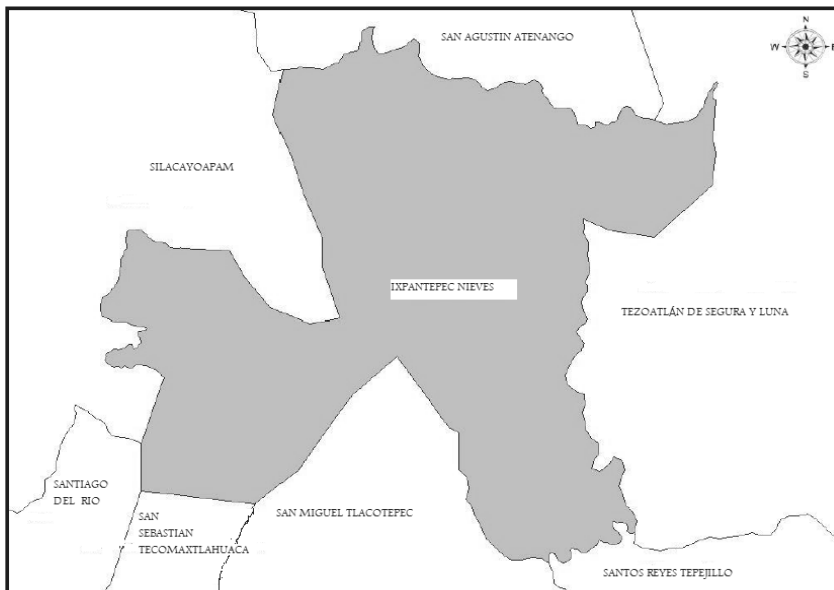 SAN AGUSTIN ATENANGO
N
W
E
S
SILACAYOAPAM
IXPANTEPEC NIEVES
TEZOATLÁN DE SEGURA Y LUNA
SANTIAGO
DEL RIO
SAN
SEBASTIAN
TECOMAXTLAHUACA
SAN MIGUEL TLACOTEPEC
SANTOS REYES TEPEJILLO